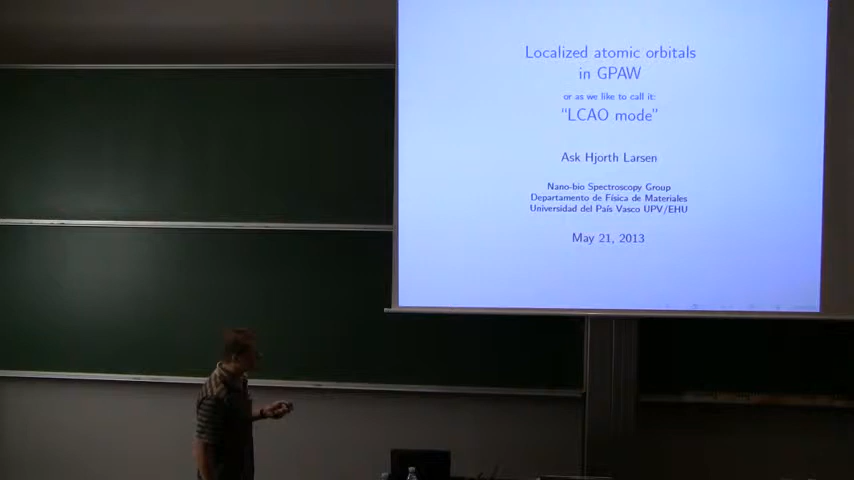 Localized atomic orbitals
in GPAW
or as we like to call it:
"LCAO mode"
Ask Hjorth Larsen
Nano-bio Spectroscopy Group
Departamento de Física de Materiales
Universidad del País Vasco UPV/EHU
May 21, 2013